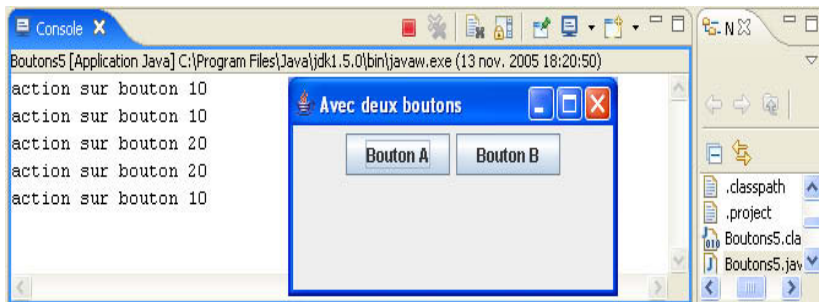 Console
N
Boutons5 [Application Java] C:\Program Files\Java\jdk1.5.0\bin\javaw.exe (13 nov. 2005 18:20:50)
action sur bouton 10
action sur bouton 10
action sur bouton 20
action sur bouton 20
action sur bouton 10
Avec deux boutons
Bouton A
Bouton B
.classpath
.project
Boutons5.cla
Boutons5.jav